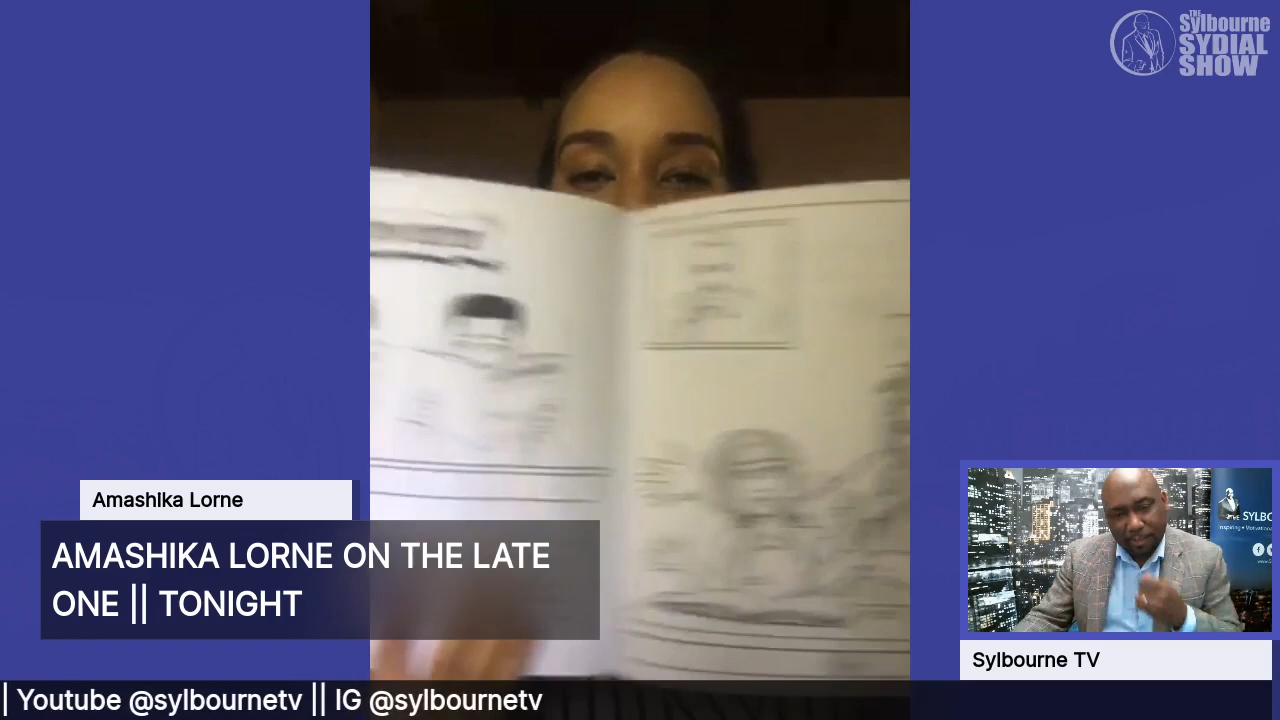 THE
Sylbourne
SYDIAL
SHOW
Amashika Lorne
AMASHIKA LORNE ON THE LATE
ONE || TONIGHT
SYLBO
Sylbourne TV
| Youtube @sylbournetv || IG @sylbournetv